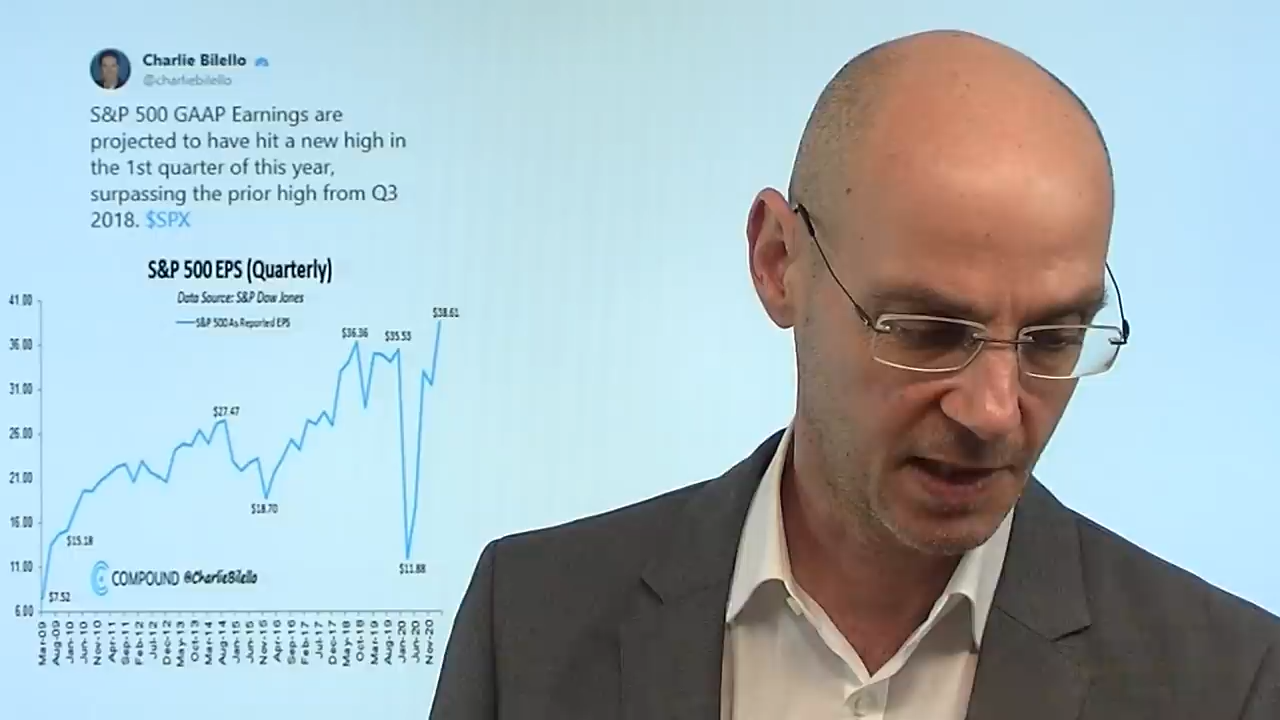 Charlie Bilello
@charliebilello
S&P 500 GAAP Earnings are
projected to have hit a new high in
the 1st quarter of this year,
surpassing the prior high from Q3
2018. $SPX
S&P 500 EPS (Quarterly)
Data Source: S&P Dow Jones
S&P 500 As Reported EPS
41.00
36.00
31.00
26.00
21.00
16.00
11.00
6.00
$7.52
$15.18
$27.47
$18.70
$36.36
$35.53
$11.88
$38.61
COMPOUND @CharlieBilello
Mar-09
Aug-09
Jan-10
Jun-10
Nov-10
Apr-11
Sep-11
Feb-12
Jul-12
Dec-12
May-13
Oct-13
Mar-14
Aug-14
Jan-15
Jun-15
Nov-15
Apr-16
Sep-16
Feb-17
Jul-17
Dec-17
May-18
Oct-18
Mar-19
Aug-19
Jan-20
Jun-20
Nov-20